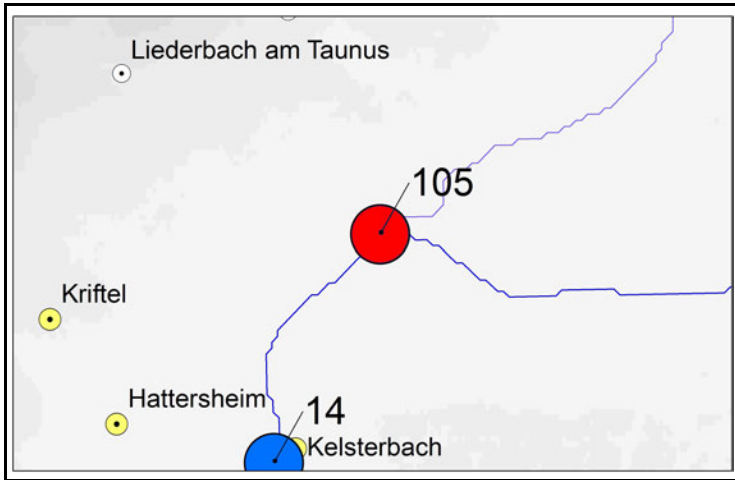 Liederbach am Taunus
105
Kriftel
Hattersheim
14
Kelsterbach